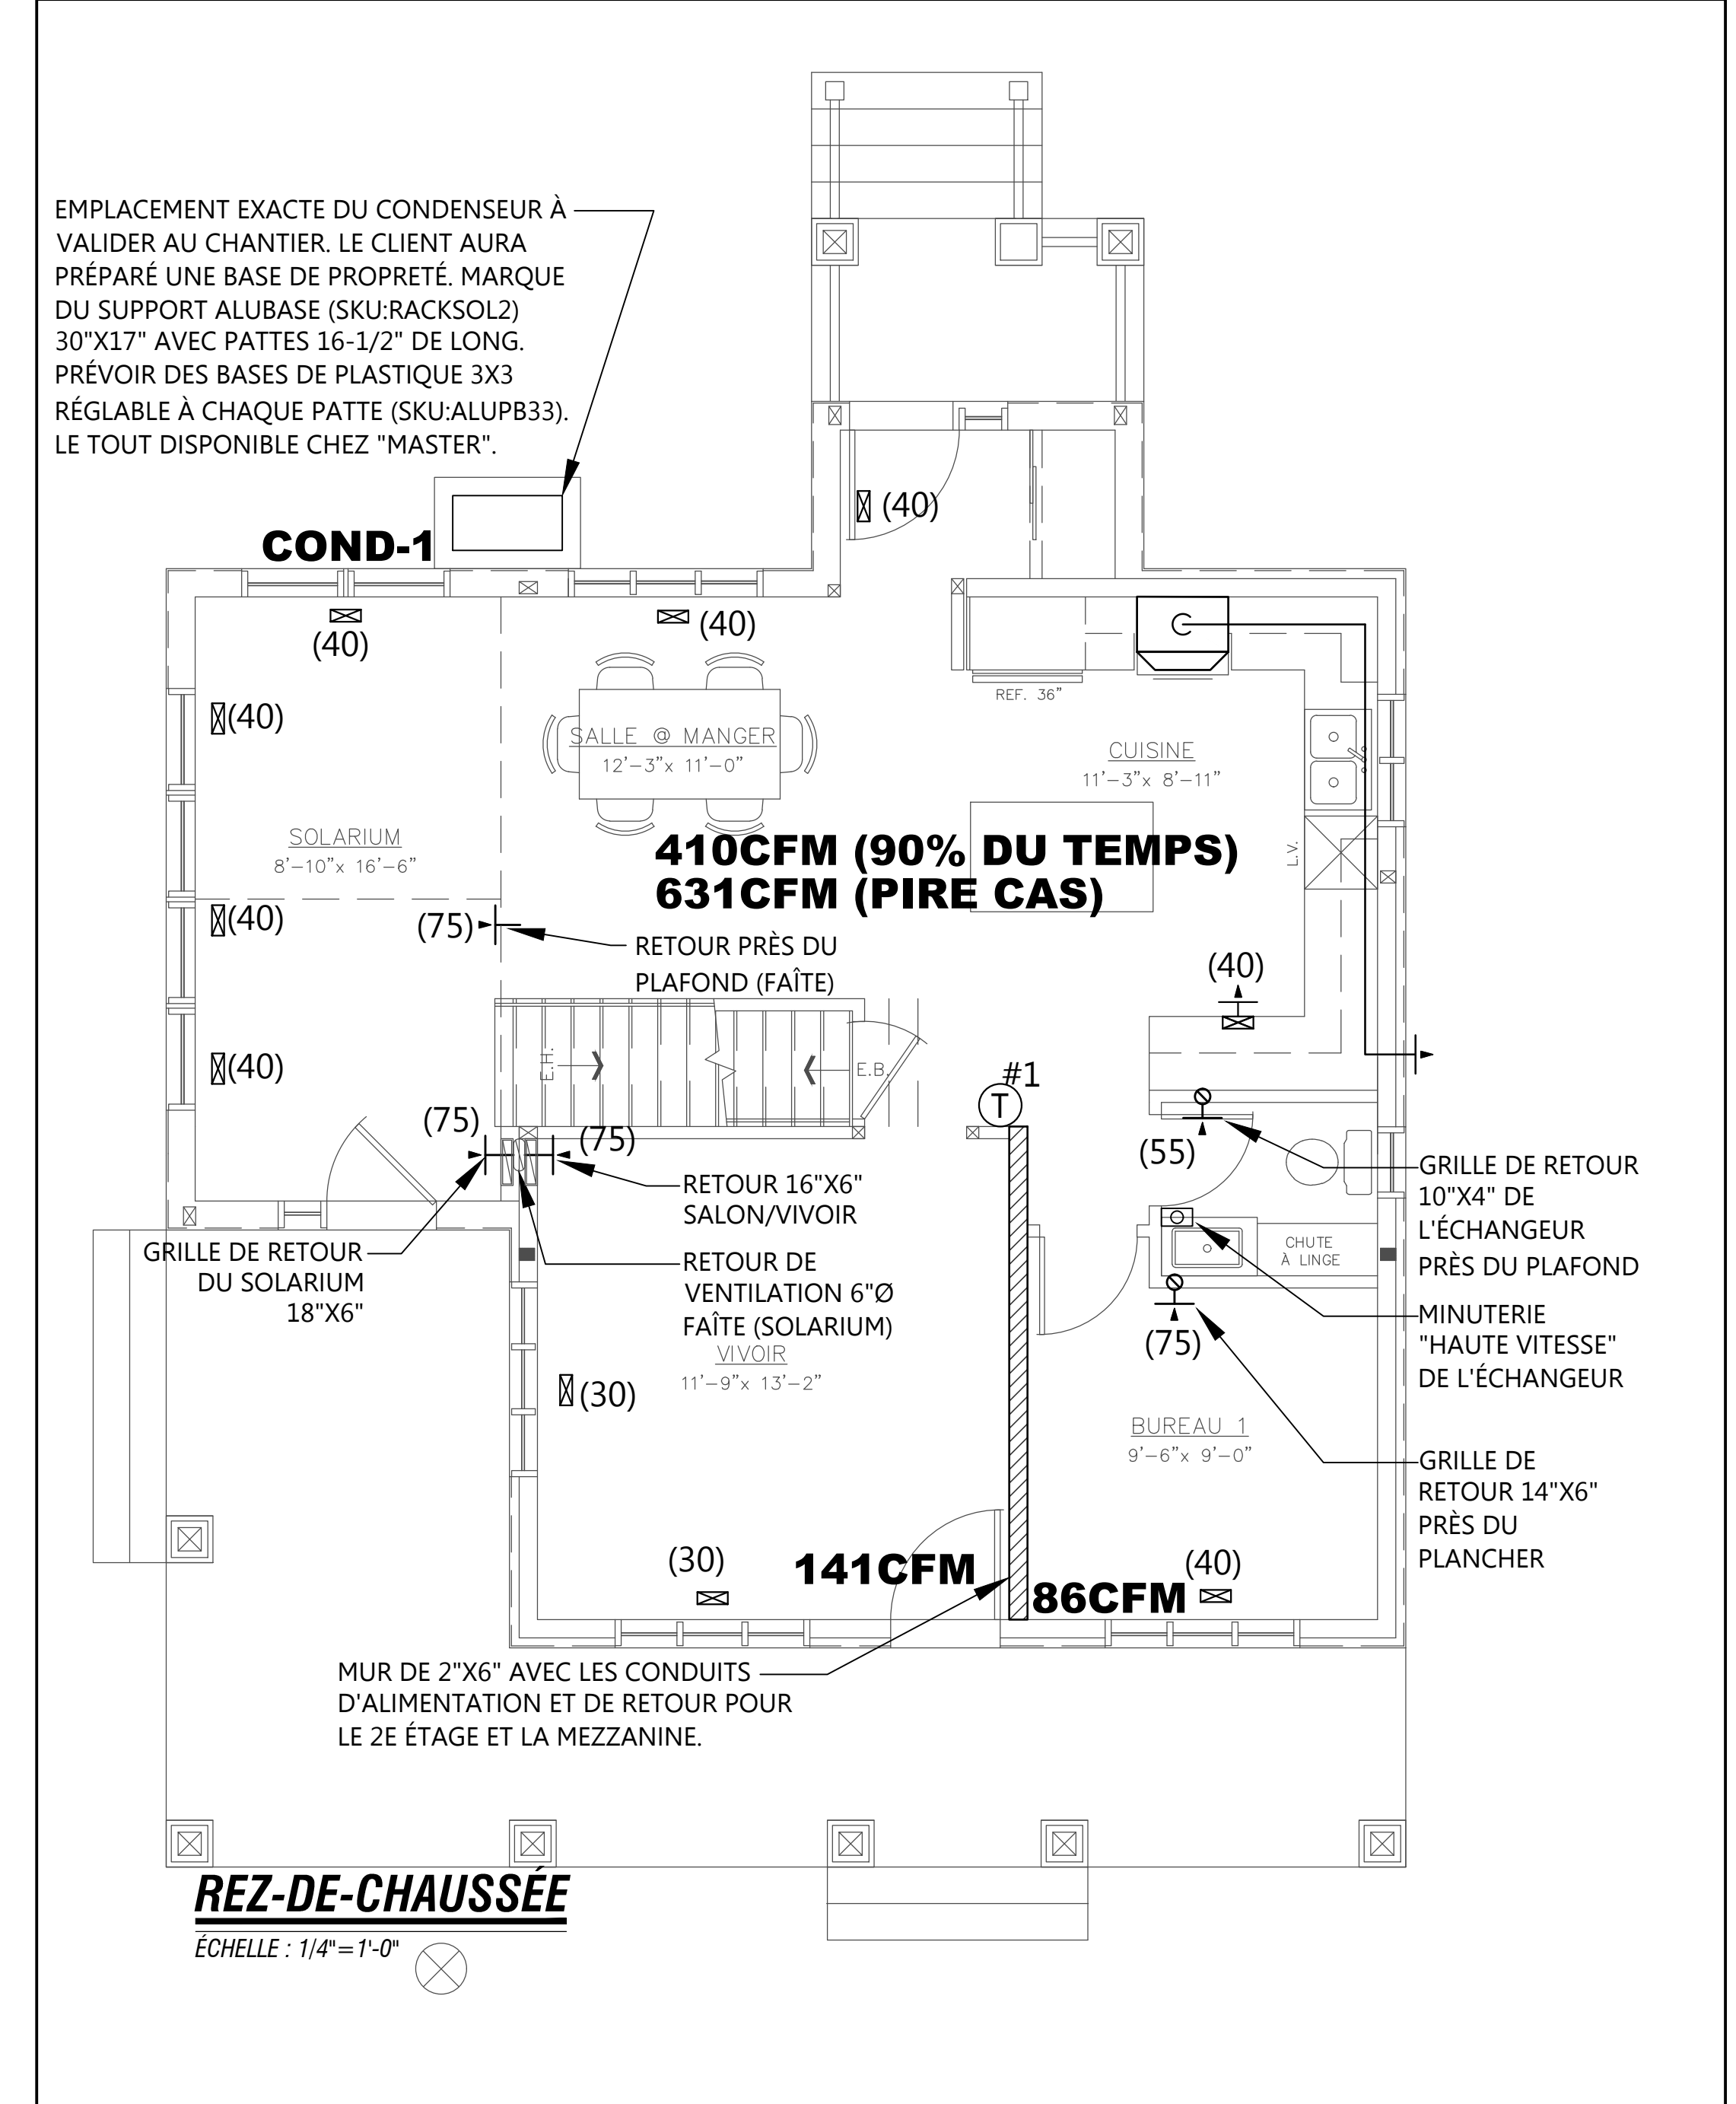 EMPLACEMENT EXACTE DU CONDENSEUR À
VALIDER AU CHANTIER. LE CLIENT AURA
PRÉPARÉ UNE BASE DE PROPRETÉ. MARQUE
DU SUPPORT ALUBASE (SKU:RACKSOL2)
30"X17" AVEC PATTES 16-1/2" DE LONG.
PRÉVOIR DES BASES DE PLASTIQUE 3X3
RÉGLABLE À CHAQUE PATTE (SKU:ALUPB33).
LE TOUT DISPONIBLE CHEZ "MASTER".
(40)
COND-1
(40)
(40)
REF. 36"
(40)
SALLE @ MANGER
12'-3"x 11'-0"
CUISINE
11'-3"x 8'-11"
SOLARIUM
8'-10"x 16'-6"
410CFM (90% DU TEMPS)
631CFM (PIRE CAS)
L.V.
(40)
(75)
RETOUR PRÈS DU
PLAFOND (FAÎTE)
(40)
(40)
E.H.
E.B.
#1
T
(75)
(75)
(55)
RETOUR 16"X6"
SALON/VIVOIR
GRILLE DE RETOUR
10"X4" DE
L'ÉCHANGEUR
PRÈS DU PLAFOND
GRILLE DE RETOUR
DU SOLARIUM
18"X6"
RETOUR DE
VENTILATION 6"Ø
FAÎTE (SOLARIUM)
CHUTE
À LINGE
MINUTERIE
"HAUTE VITESSE"
DE L'ÉCHANGEUR
(75)
VIVOIR
11'-9"x 13'-2"
(30)
BUREAU 1
9'-6"x 9'-0"
GRILLE DE
RETOUR 14"X6"
PRÈS DU
PLANCHER
(30)
141CFM
(40)
86CFM
MUR DE 2"X6" AVEC LES CONDUITS
D'ALIMENTATION ET DE RETOUR POUR
LE 2E ÉTAGE ET LA MEZZANINE.
REZ-DE-CHAUSSÉE
ÉCHELLE : 1/4"=1'-0"